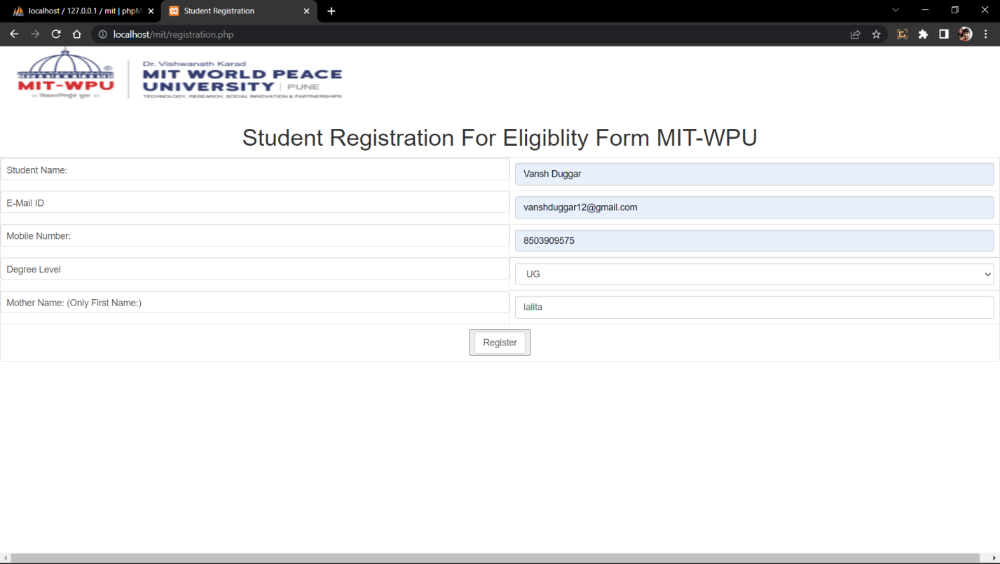 localhost / 127.0.0.1 / mit | phpM
Student Registration
localhost/mit/registration.php
MIT-WPU
Dr. Vishwanath Karad
MIT WORLD PEACE
UNIVERSITY | PUNE
TECHNOLOGY, RESEARCH, SOCIAL INNOVATION & PARTNERSHIPS
Student Registration For Eligiblity Form MIT-WPU
Student Name:
Vansh Duggar
E-Mail ID
vanshduggar12@gmail.com
Mobile Number:
8503909575
Degree Level
UG
Mother Name: (Only First Name:)
lalita
Register